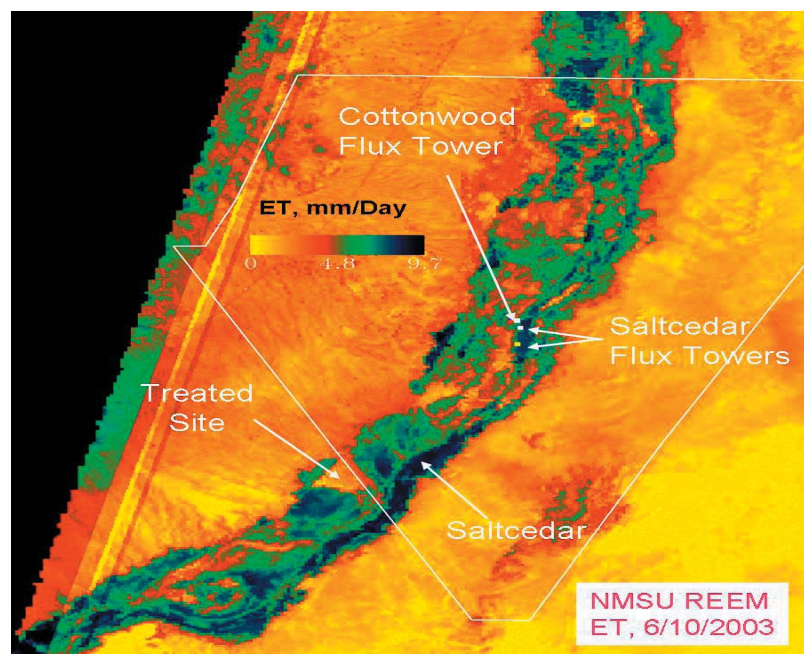 Cottonwood
Flux Tower
ET, mm/Day
0 4.8 9.7
Saltcedar
Flux Towers
Treated
Site
Saltcedar
NMSU REEM
ET, 6/10/2003